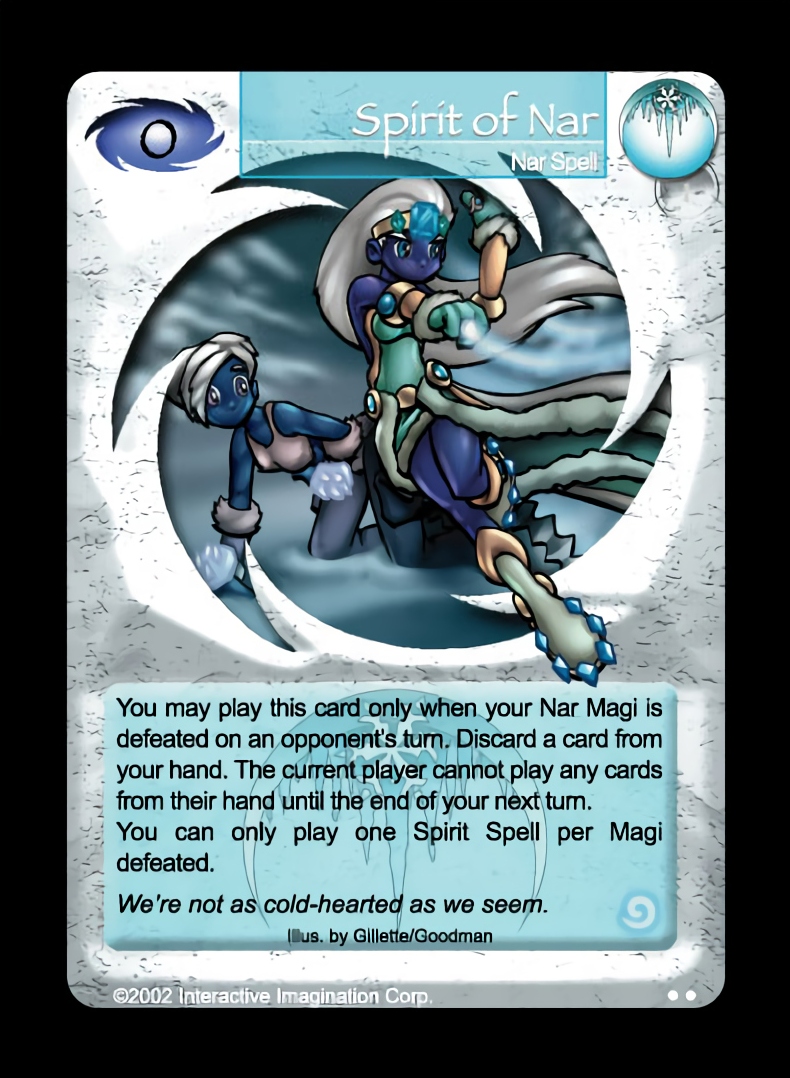 0
Spirit of Nar
Nar Spell
You may play this card only when your Nar Magi is
defeated on an opponent's turn. Discard a card from
your hand. The current player cannot play any cards
from their hand until the end of your next turn.
You can only play one Spirit Spell per Magi
defeated.
We're not as cold-hearted as we seem.
Illus. by Gillette/Goodman
©2002 Interactive Imagination Corp.